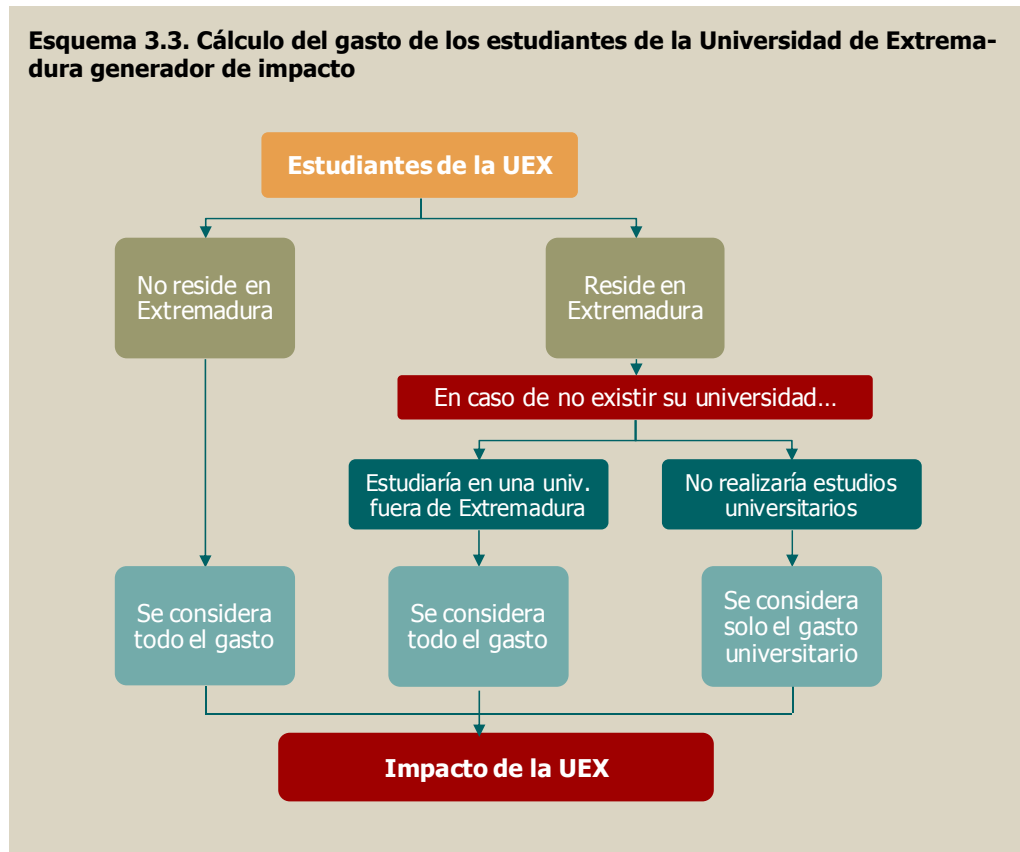 Esquema 3.3. Cálculo del gasto de los estudiantes de la Universidad de Extrema-
dura generador de impacto
Estudiantes de la UEX
No reside en
Extremadura
Reside en
Extremadura
En caso de no existir su universidad…
Estudiaría en una univ.
fuera de Extremadura
No realizaría estudios
universitarios
Se considera
todo el gasto
Se considera
todo el gasto
Se considera
solo el gasto
universitario
Impacto de la UEX